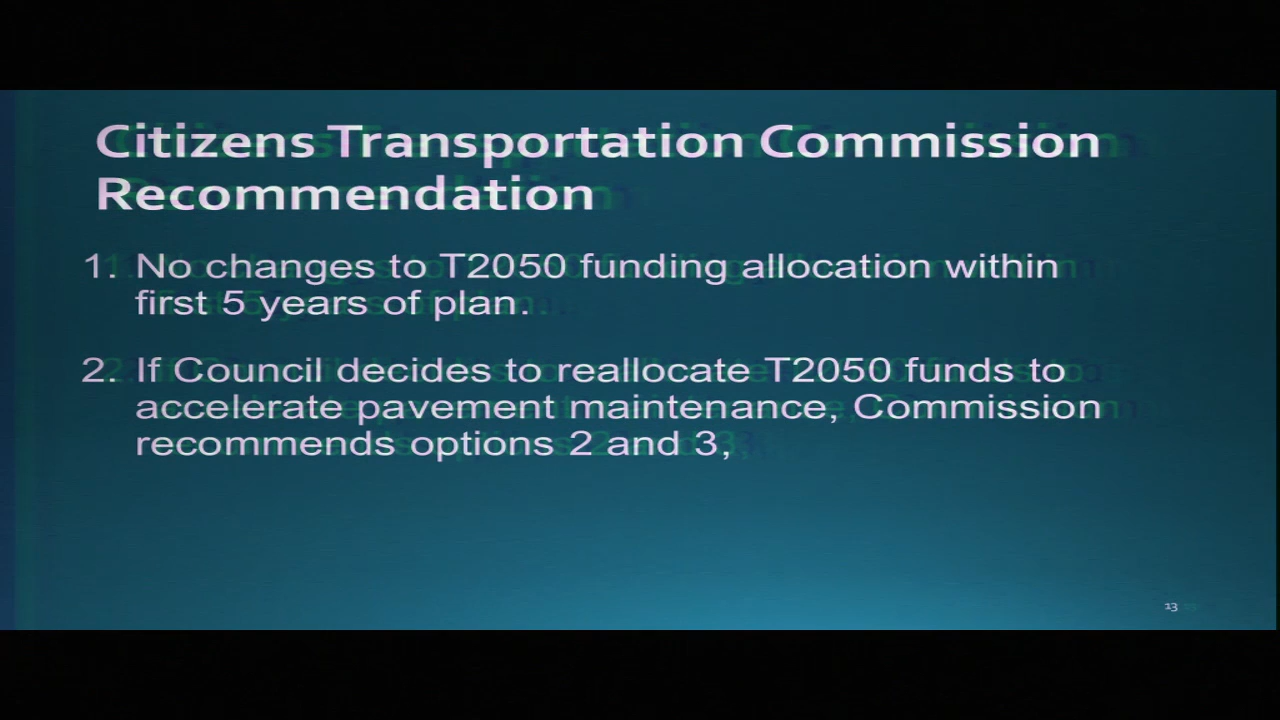 Citizens Transportation Commission
Recommendation
1. No changes to T2050 funding allocation within
first 5 years of plan.
2. If Council decides to reallocate T2050 funds to
accelerate pavement maintenance, Commission
recommends options 2 and 3,
13